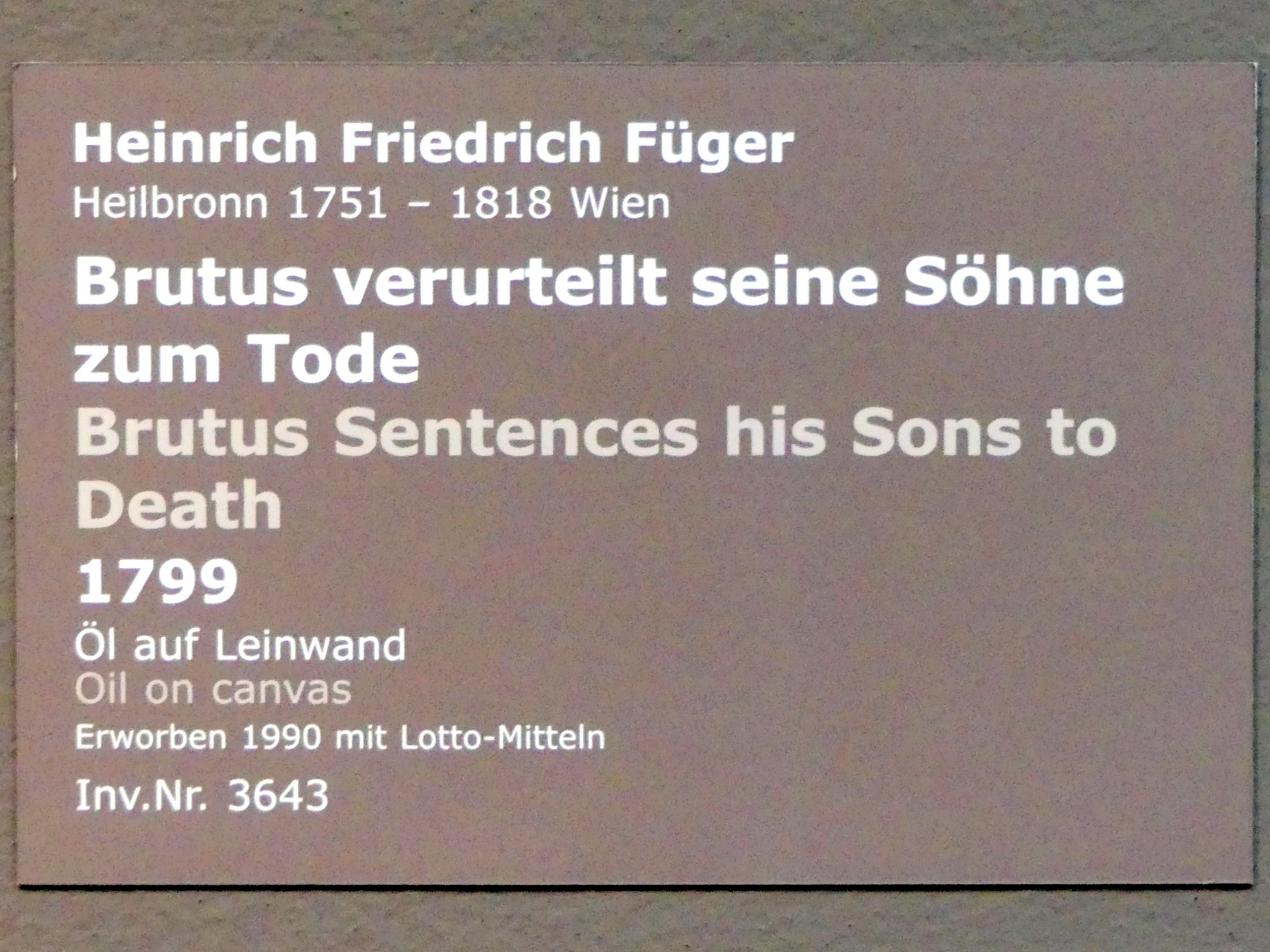 Heinrich Friedrich Füger
Heilbronn 1751 – 1818 Wien
Brutus verurteilt seine Söhne
zum Tode
Brutus Sentences his Sons to
Death
1799
Öl auf Leinwand
Oil on canvas
Erworben 1990 mit Lotto-Mitteln
Inv.Nr. 3643